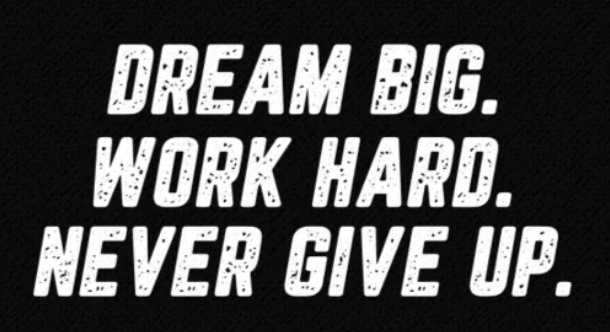 DREAM BIG.
WORK HARD.
NEVER GIVE UP.